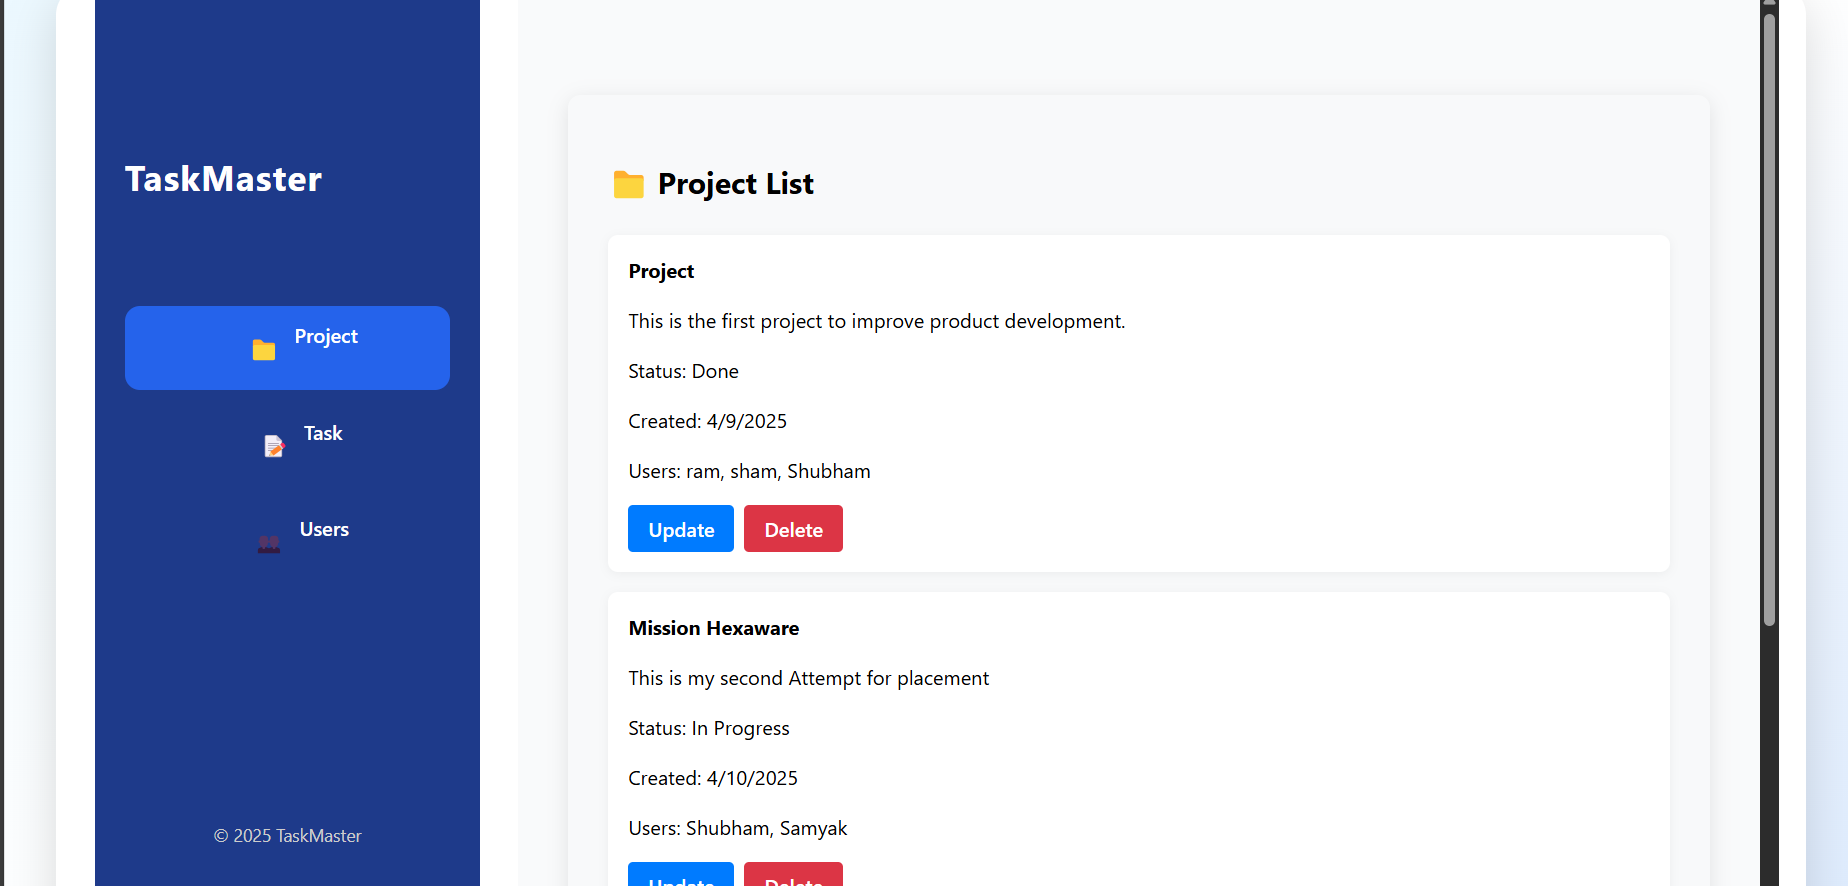 TaskMaster
Project
Task
Users
© 2025 TaskMaster
Project List
Project
This is the first project to improve product development.
Status: Done
Created: 4/9/2025
Users: ram, sham, Shubham
Update Delete
Mission Hexaware
This is my second Attempt for placement
Status: In Progress
Created: 4/10/2025
Users: Shubham, Samyak
Update Delete